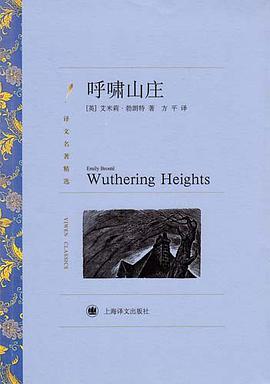 呼啸山庄
[英] 艾米莉·勃朗特 著 方 平 译
译文名著精选
YIWEN CLASSICS
Emily Brontë
Wuthering Heights
上海译文出版社